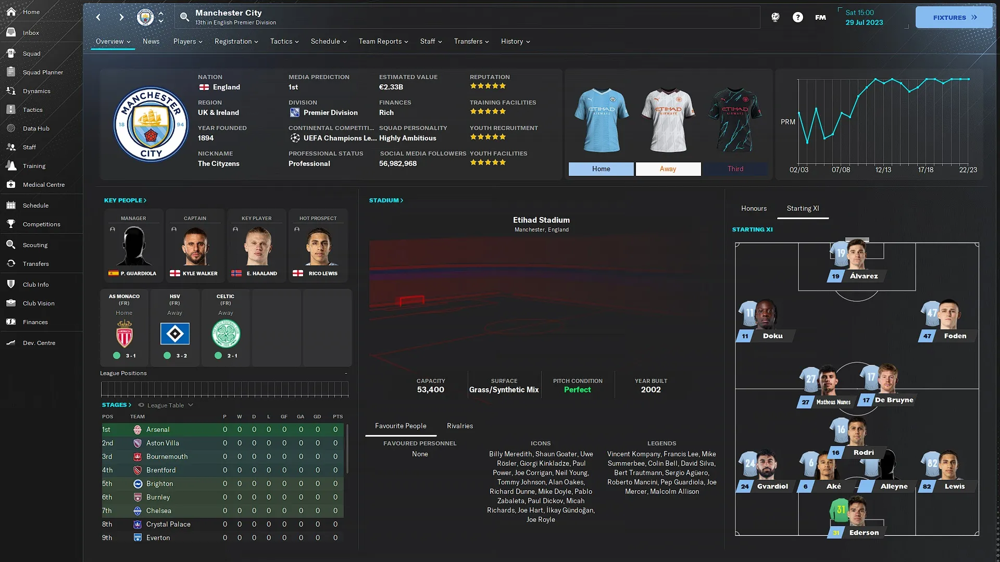 Home
Inbox
Squad
Squad Planner
Dynamics
Tactics
Data Hub
Staff
Training
Medical Centre
Schedule
Competitions
Scouting
Transfers
Club Info
Club Vision
Finances
Dev. Centre
Manchester City
13th in English Premier Division
FM
Sat 15:00
29 Jul 2023
FIXTURES
Overview News Players Registration Tactics Schedule Team Reports Staff Transfers History
MANCHESTER
18 94
CITY
NATION
England
REGION
UK & Ireland
YEAR FOUNDED
1894
NICKNAME
The Cityzens
MEDIA PREDICTION
1st
DIVISION
Premier Division
CONTINENTAL COMPETITI...
UEFA Champions Le...
PROFESSIONAL STATUS
Professional
ESTIMATED VALUE
€2.33B
FINANCES
Rich
SQUAD PERSONALITY
Highly Ambitious
SOCIAL MEDIA FOLLOWERS
56,982,968
REPUTATION
TRAINING FACILITIES
YOUTH RECRUITMENT
YOUTH FACILITIES
ETIHAD
AIRWAYS
ETIHAD
AIRWAYS
ETIHAD
AIRWAYS
Home
Away
Third
PRM
02/03 07/08 12/13 17/18 22/23
KEY PEOPLE
MANAGER
P. GUARDIOLA
CAPTAIN
KYLE WALKER
KEY PLAYER
E. HAALAND
HOT PROSPECT
RICO LEWIS
AS MONACO
(FR)
Home
3 - 1
HSV
(FR)
Away
3 - 2
CELTIC
(FR)
Away
2 - 1
League Positions -
STAGES League Table
POS TEAM P W D L GF GA GD PTS
1st Arsenal 0 0 0 0 0 0 0 0
2nd Aston Villa 0 0 0 0 0 0 0 0
3rd Bournemouth 0 0 0 0 0 0 0 0
4th Brentford 0 0 0 0 0 0 0 0
5th Brighton 0 0 0 0 0 0 0 0
6th Burnley 0 0 0 0 0 0 0 0
7th Chelsea 0 0 0 0 0 0 0 0
8th Crystal Palace 0 0 0 0 0 0 0 0
9th Everton 0 0 0 0 0 0 0 0
STADIUM
Etihad Stadium
Manchester, England
CAPACITY
53,400
SURFACE
Grass/Synthetic Mix
PITCH CONDITION
Perfect
YEAR BUILT
2002
Favourite People Rivalries
FAVOURED PERSONNEL
None
ICONS
Billy Meredith, Shaun Goater, Uwe
Rösler, Giorgi Kinkladze, Paul
Power, Joe Corrigan, Neil Young,
Tommy Johnson, Alan Oakes,
Richard Dunne, Mike Doyle, Pablo
Zabaleta, Paul Dickov, Micah
Richards, Joe Hart, İlkay Gündoğan,
Joe Royle
LEGENDS
Vincent Kompany, Francis Lee, Mike
Summerbee, Colin Bell, David Silva,
Bert Trautmann, Sergio Agüero,
Roberto Mancini, Pep Guardiola, Joe
Mercer, Malcolm Allison
Honours Starting XI
STARTING XI
19
19 Álvarez
11
11 Doku
47
47 Foden
27
27 Matheus Nunes
17
17 De Bruyne
16
16 Rodri
24
24 Gvardiol
6
6 Aké
Alleyne
82
82 Lewis
31
31 Ederson